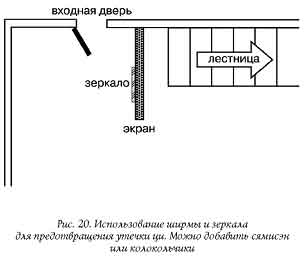 входная дверь
лестница
зеркало
экран
Рис. 20. Использование ширмы и зеркала
для предотвращения утечки ци. Можно добавить сямисэн
или колокольчики